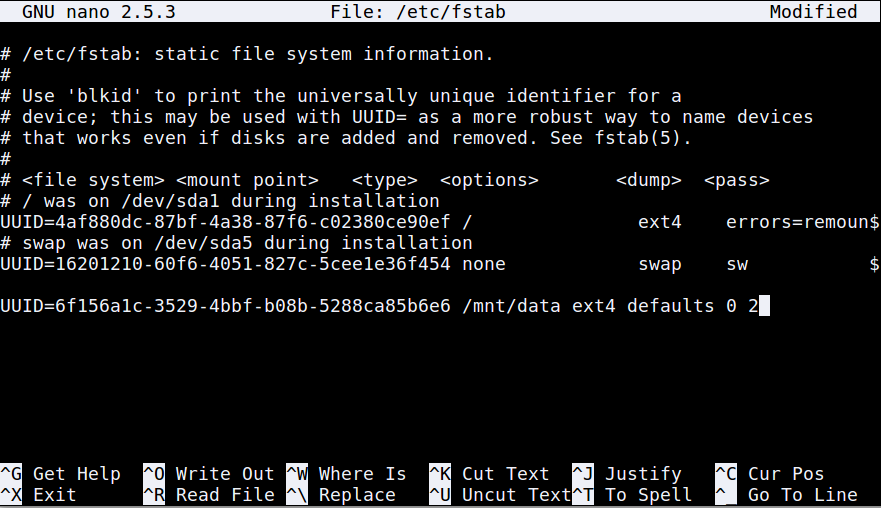 GNU nano 2.5.3 File: /etc/fstab Modified
# /etc/fstab: static file system information.
#
# Use 'blkid' to print the universally unique identifier for a
# device; this may be used with UUID= as a more robust way to name devices
# that works even if disks are added and removed. See fstab(5).
#
# <file system> <mount point>   <type>  <options>       <dump>  <pass>
# / was on /dev/sda1 during installation
UUID=4af880dc-87bf-4a38-87f6-c02380ce90ef /               ext4    errors=remoun$
# swap was on /dev/sda5 during installation
UUID=16201210-60f6-4051-827c-5cee1e36f454 none            swap    sw           $
UUID=6f156a1c-3529-4bbf-b08b-5288ca85b6e6 /mnt/data ext4 defaults 0 2
^G Get Help  ^O Write Out ^W Where Is  ^K Cut Text  ^J Justify   ^C Cur Pos
^X Exit      ^R Read File ^\ Replace   ^U Uncut Text^T To Spell  ^_ Go To Line